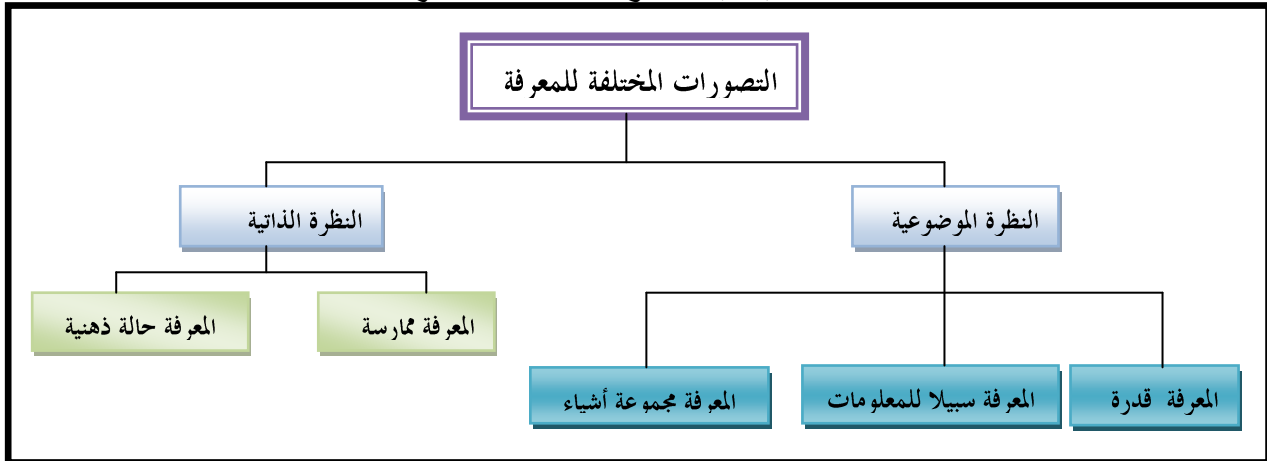 التصورات المختلفة للمعرفة
النظرة الموضوعية
النظرة الذاتية
المعرفة ممارسة
المعرفة حالة ذهنية
المعرفة قدرة
المعرفة سبيلا للمعلومات
المعرفة مجموعة أشياء